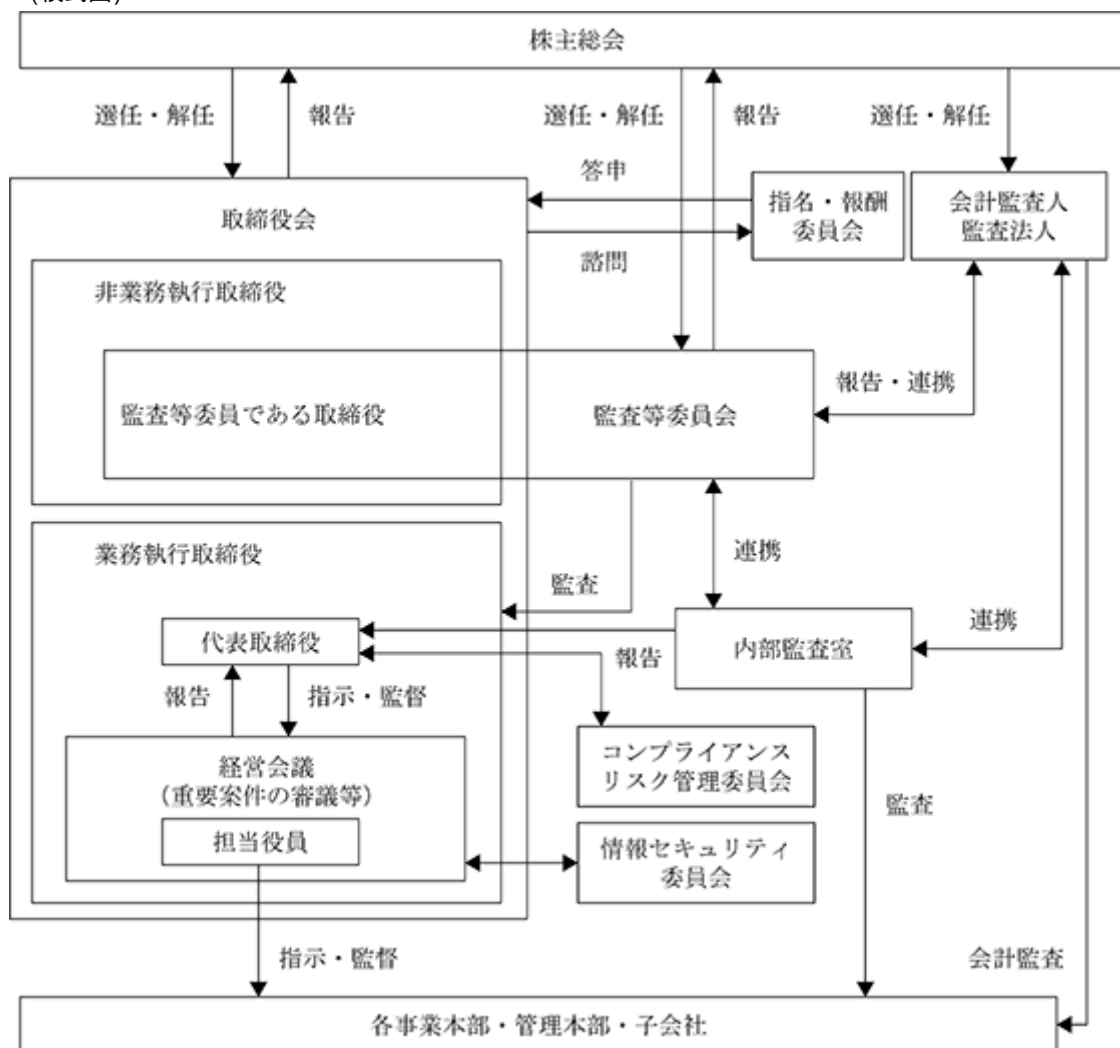 (模式図)
株主総会
選任・解任
報告
選任・解任
報告
選任・解任
答申
取締役会
指名・報酬
委員会
会計監査人
監査法人
諮問
非業務執行取締役
報告・連携
監査等委員である取締役
監査等委員会
業務執行取締役
連携
監査
代表取締役
報告
内部監査室
連携
報告
指示・監督
経営会議
(重要案件の審議等)
コンプライアンス
リスク管理委員会
監査
担当役員
情報セキュリティ
委員会
指示・監督
会計監査
各事業本部・管理本部・子会社